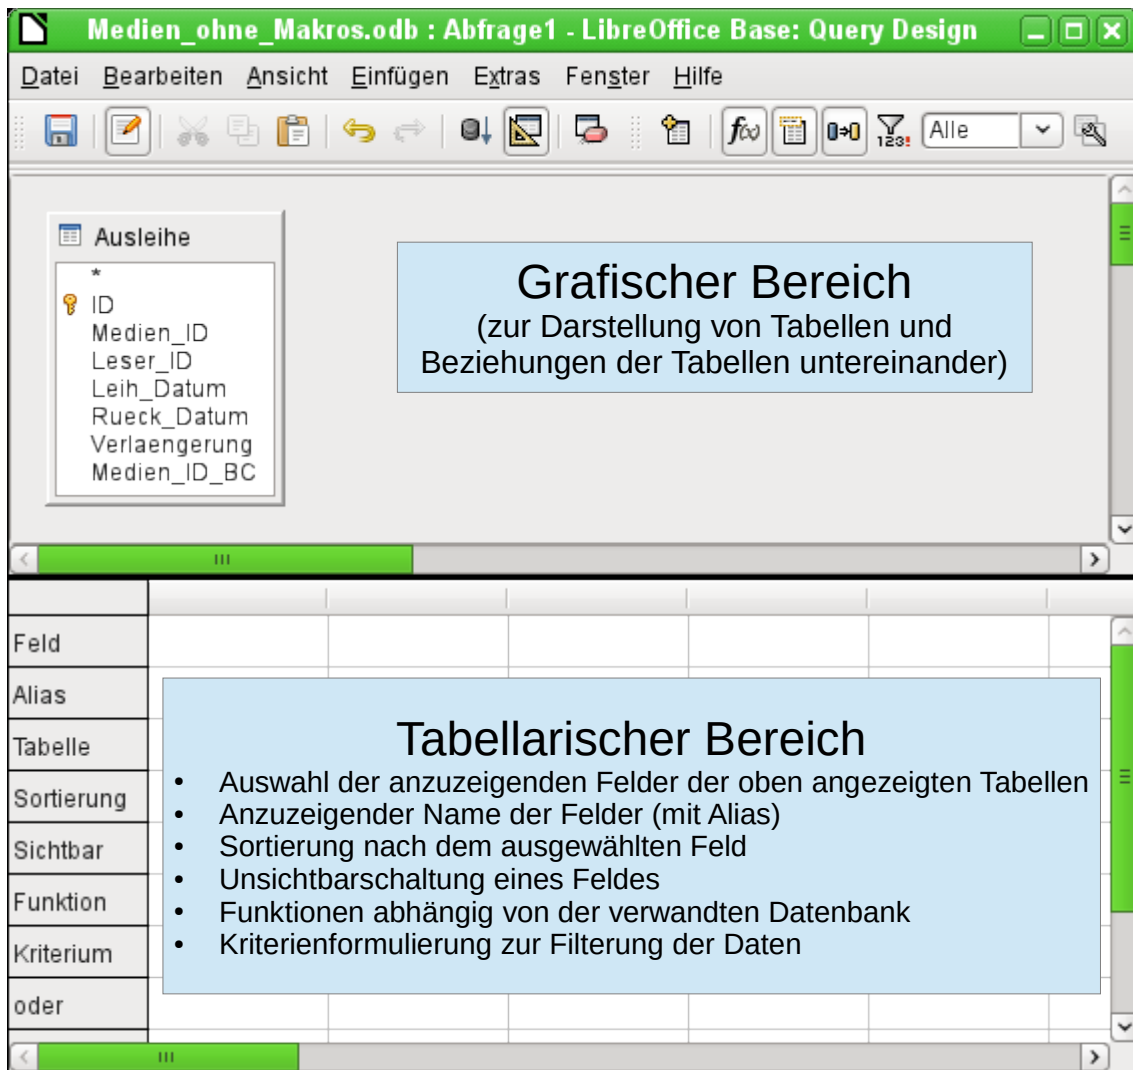 Medien_ohne_Makros.odb : Abfrage1 - LibreOffice Base: Query Design
Datei Bearbeiten Ansicht Einfügen Extras Fenster Hilfe
f(x) 123! Alle
Ausleihe
*
ID
Medien_ID
Leser_ID
Leih_Datum
Rueck_Datum
Verlaengerung
Medien_ID_BC
Grafischer Bereich
(zur Darstellung von Tabellen und
Beziehungen der Tabellen untereinander)
Feld
Alias
Tabelle
Sortierung
Sichtbar
Funktion
Kriterium
oder
Tabellarischer Bereich
• Auswahl der anzuzeigenden Felder der oben angezeigten Tabellen
• Anzuzeigender Name der Felder (mit Alias)
• Sortierung nach dem ausgewählten Feld
• Unsichtbarschaltung eines Feldes
• Funktionen abhängig von der verwandten Datenbank
• Kriterienformulierung zur Filterung der Daten